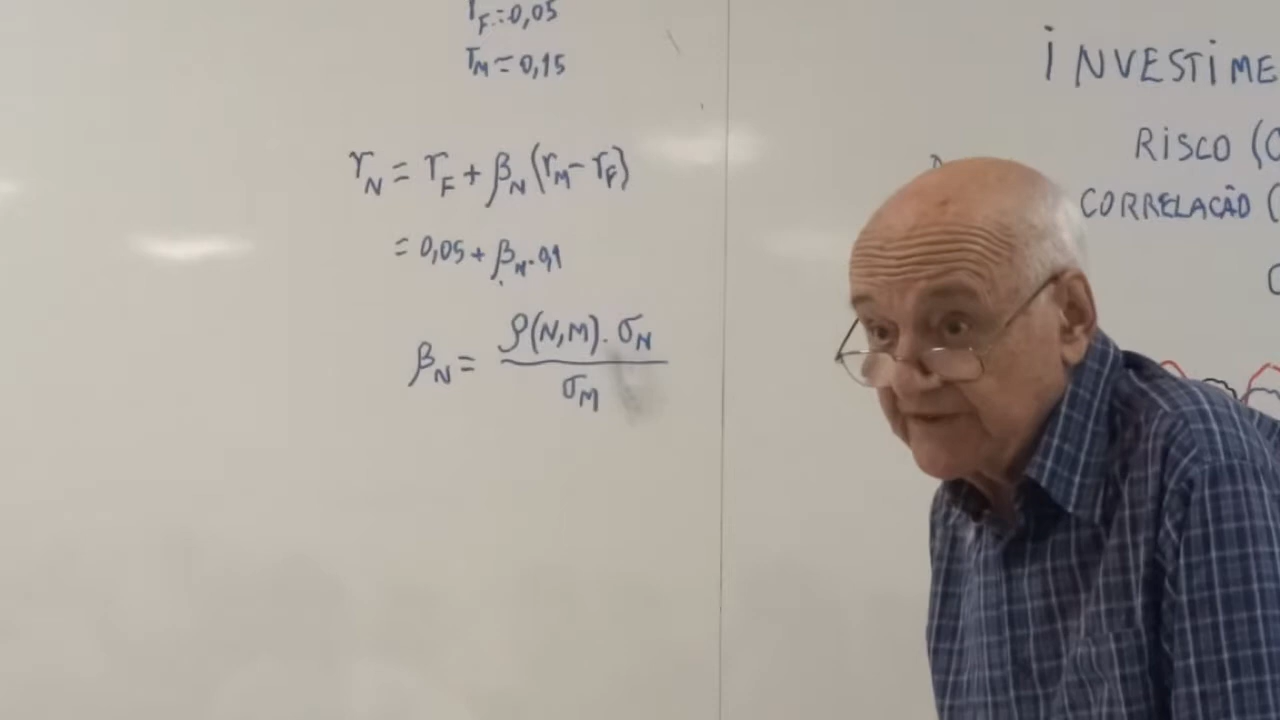 r_F = 0,05
r_M = 0,15
r_N = r_F + β_N (r_M - r_F)
= 0,05 + β_N . 0,1
β_N = ρ(N,M) . σ_N
σ_M
INVESTIME
RISCO (
CORRELAÇÃO (